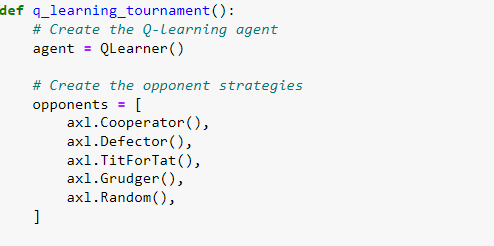 def q_learning_tournament():
    # Create the Q-Learning agent
    agent = QLearner()

    # Create the opponent strategies
    opponents = [
        axl.Cooperator(),
        axl.Defector(),
        axl.TitForTat(),
        axl.Grudger(),
        axl.Random(),
    ]